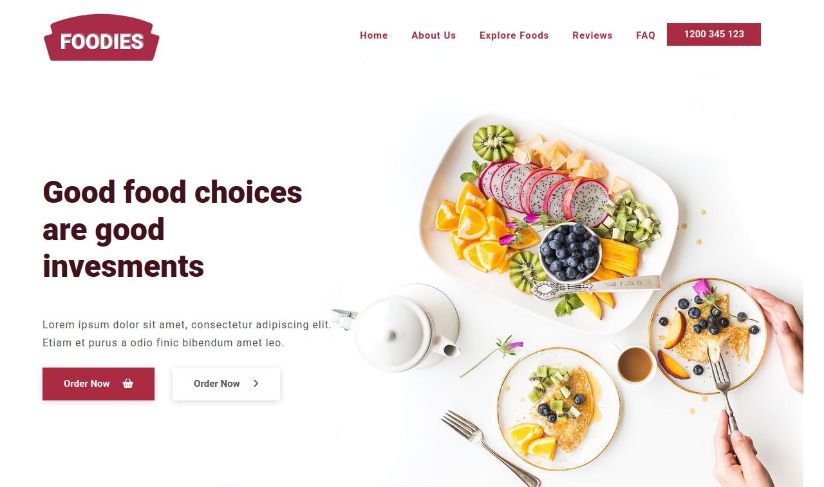 FOODIES
Home About Us Explore Foods Reviews FAQ 1200 345 123
Good food choices
are good
invesments
Lorem ipsum dolor sit amet, consectetur adipiscing elit.
Etiam et purus a odio finic bibendum amet leo.
Order Now Order Now